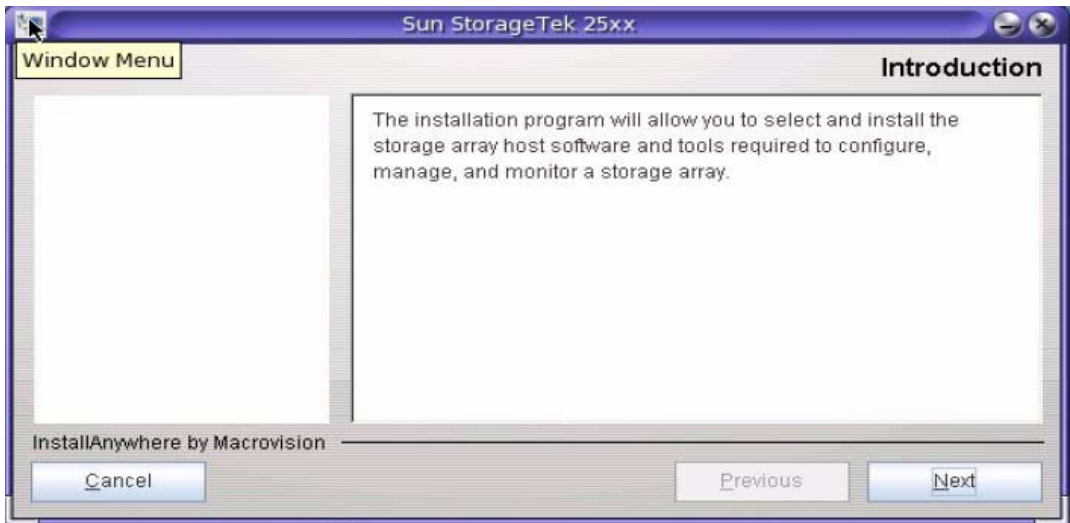 Sun StorageTek 25xx
Window Menu
Introduction
The installation program will allow you to select and install the
storage array host software and tools required to configure,
manage, and monitor a storage array.
InstallAnywhere by Macrovision
Cancel
Previous
Next